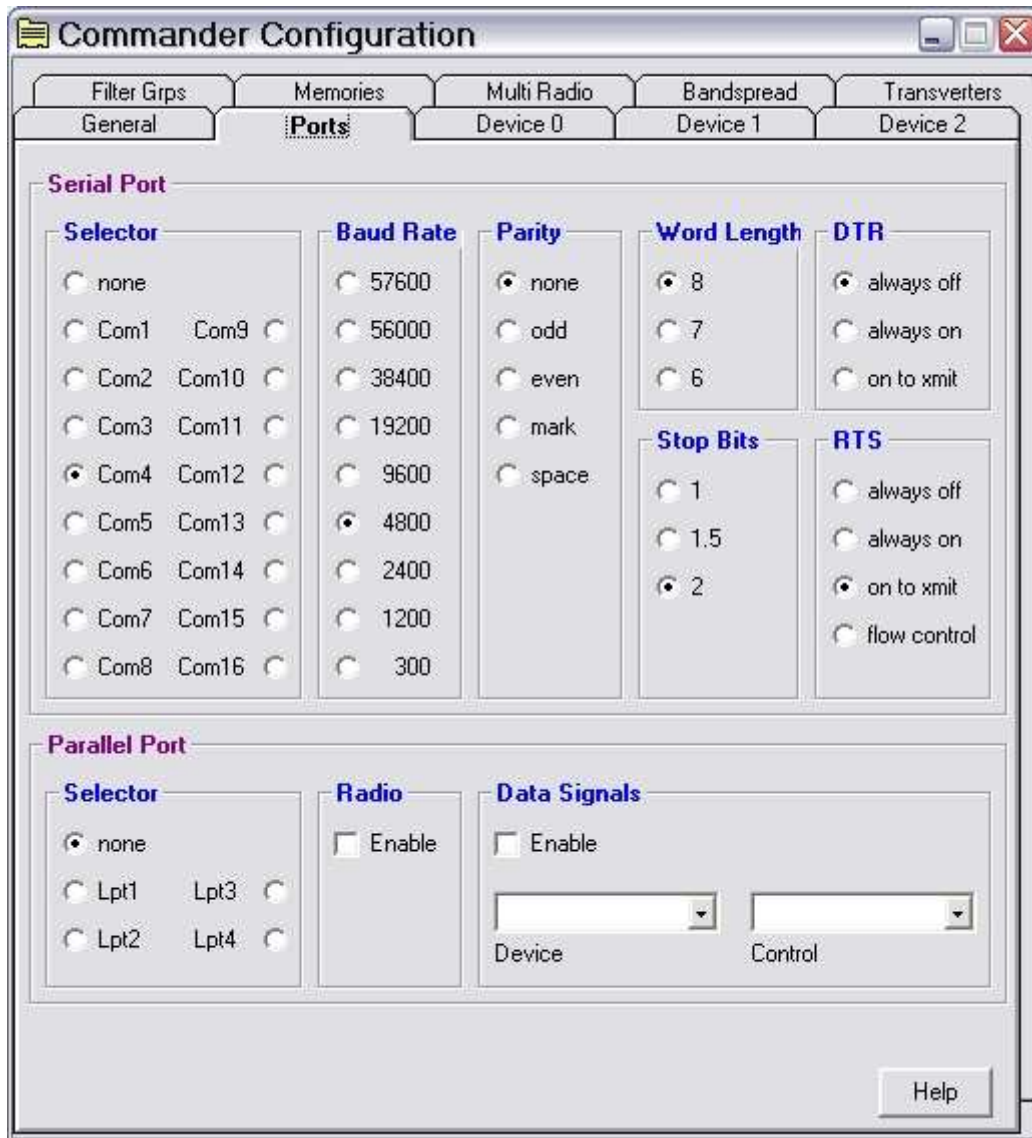 Commander Configuration
Filter Grps Memories Multi Radio Bandspread Transverters
General Ports Device 0 Device 1 Device 2
Serial Port
Selector Baud Rate Parity Word Length DTR
none 57600 none 8 always off
Com1 Com9 56000 odd 7 always on
Com2 Com10 38400 even 6 on to xmit
Com3 Com11 19200 mark
Stop Bits RTS
Com4 Com12 9600 space 1 always off
Com5 Com13 4800 1.5 always on
Com6 Com14 2400 2 on to xmit
Com7 Com15 1200 flow control
Com8 Com16 300
Parallel Port
Selector Radio Data Signals
none Enable Enable
Lpt1 Lpt3
Lpt2 Lpt4
Device Control
Help